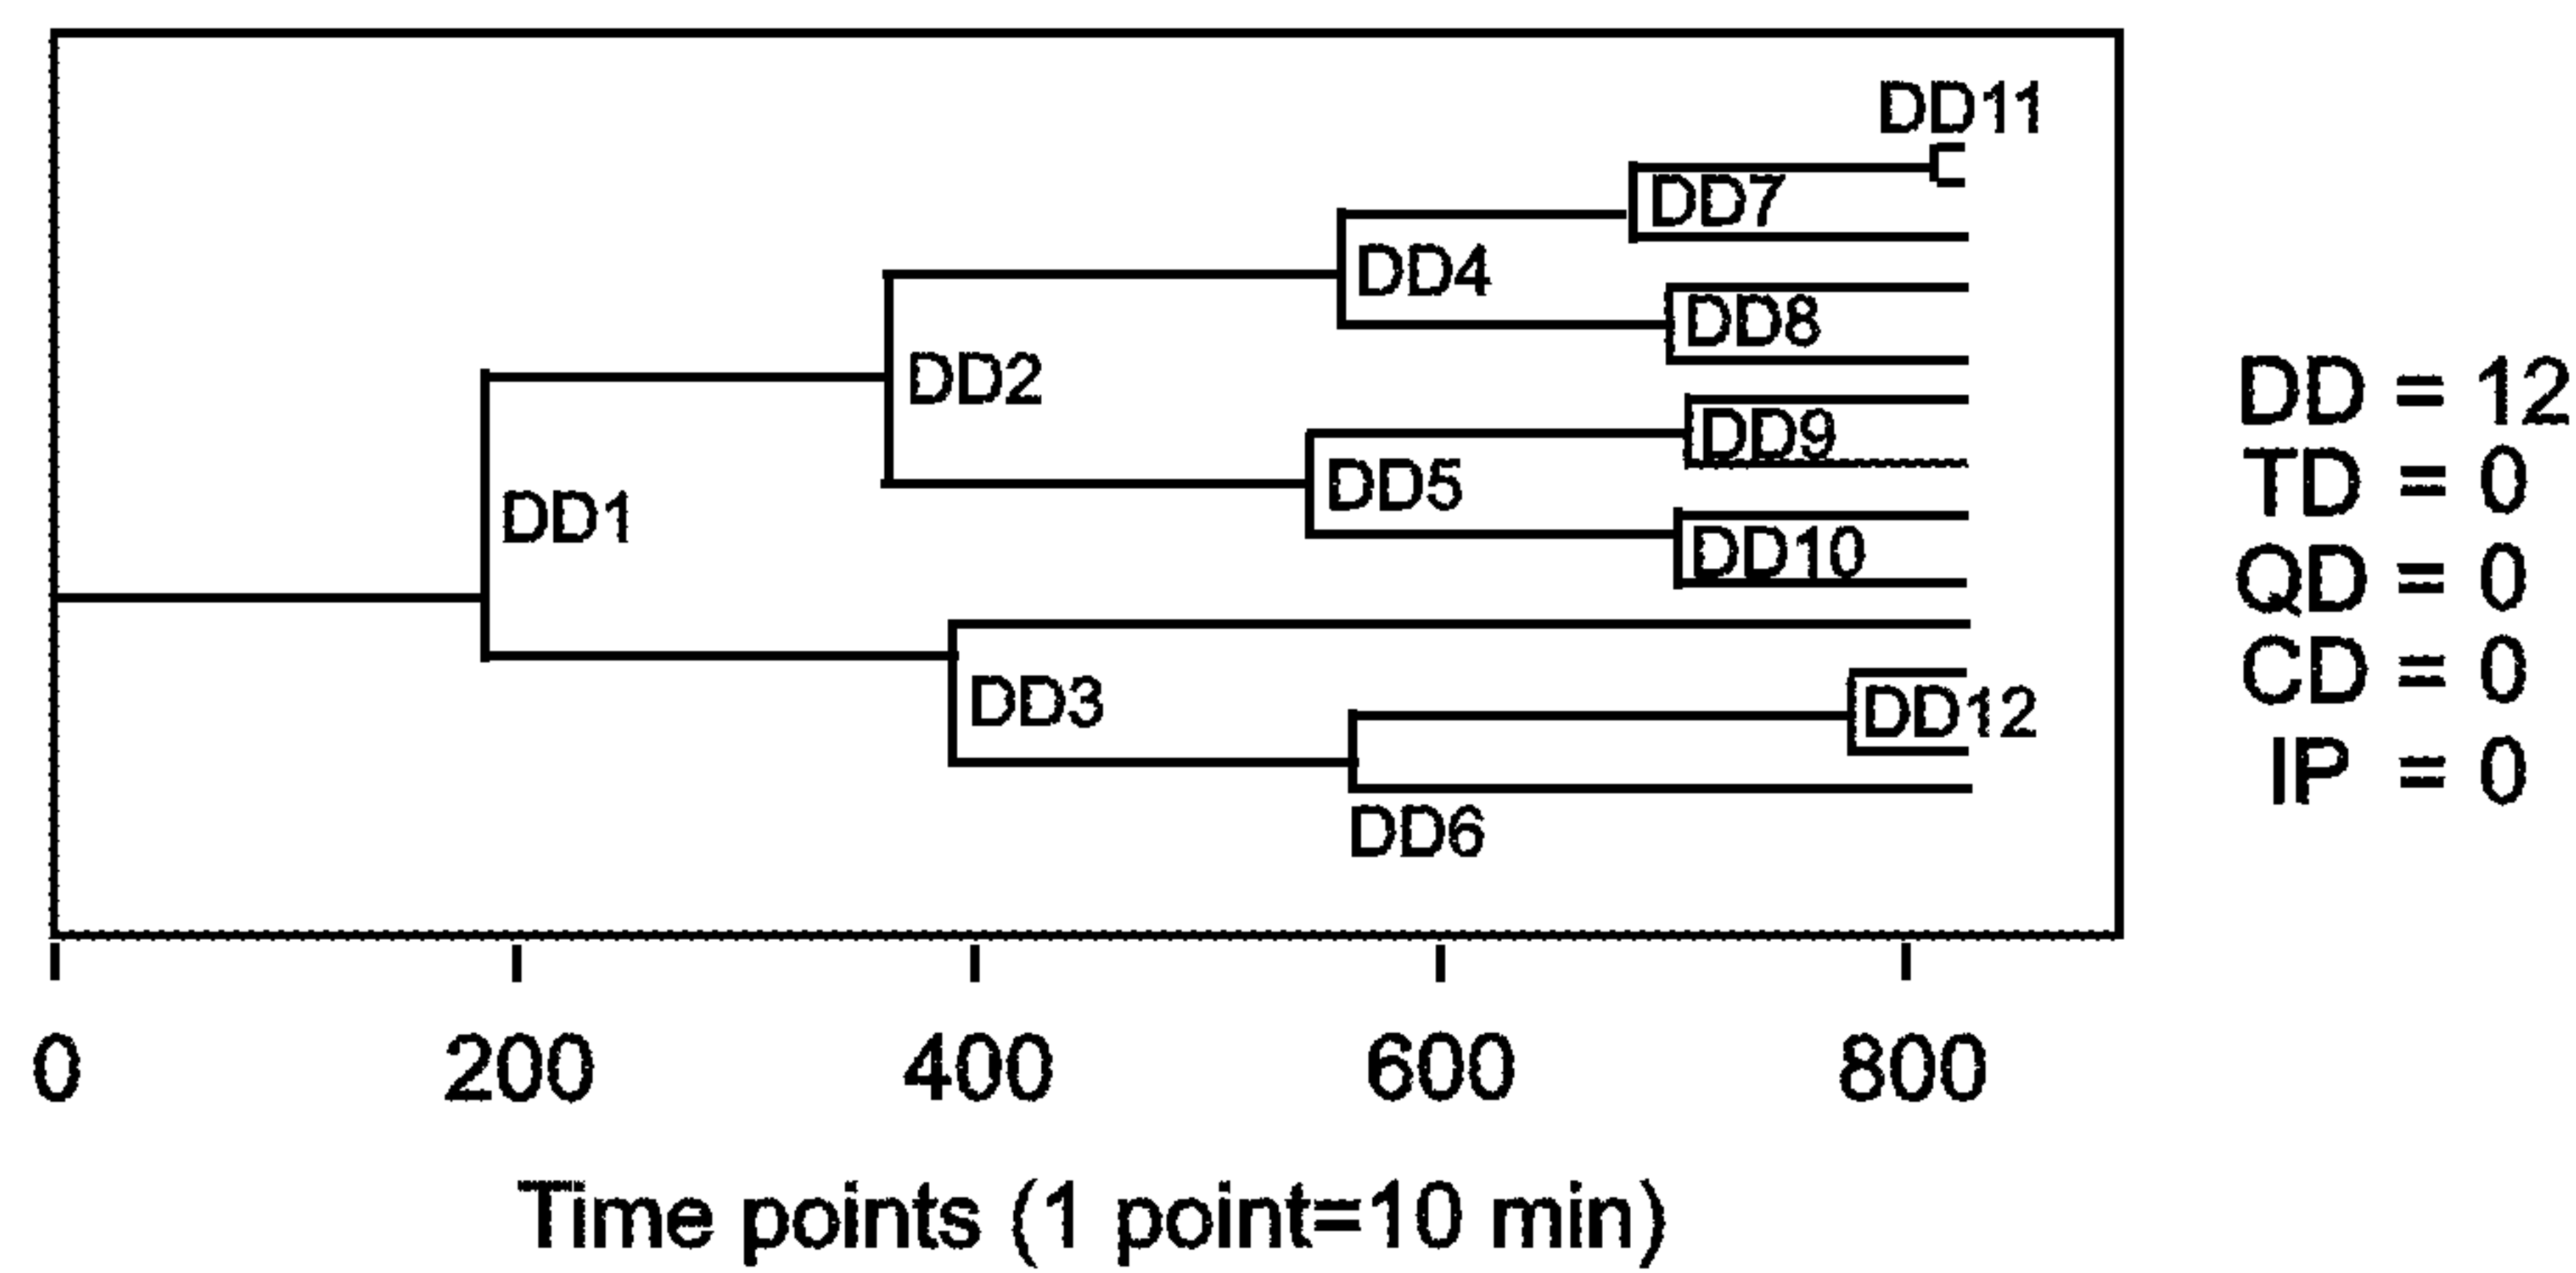 DD11
DD7
DD4
DD8
DD2
DD9
DD5
DD1
DD10
DD3
DD12
DD6
DD = 12
TD = 0
QD = 0
CD = 0
IP = 0
0 200 400 600 800
Time points (1 point=10 min)